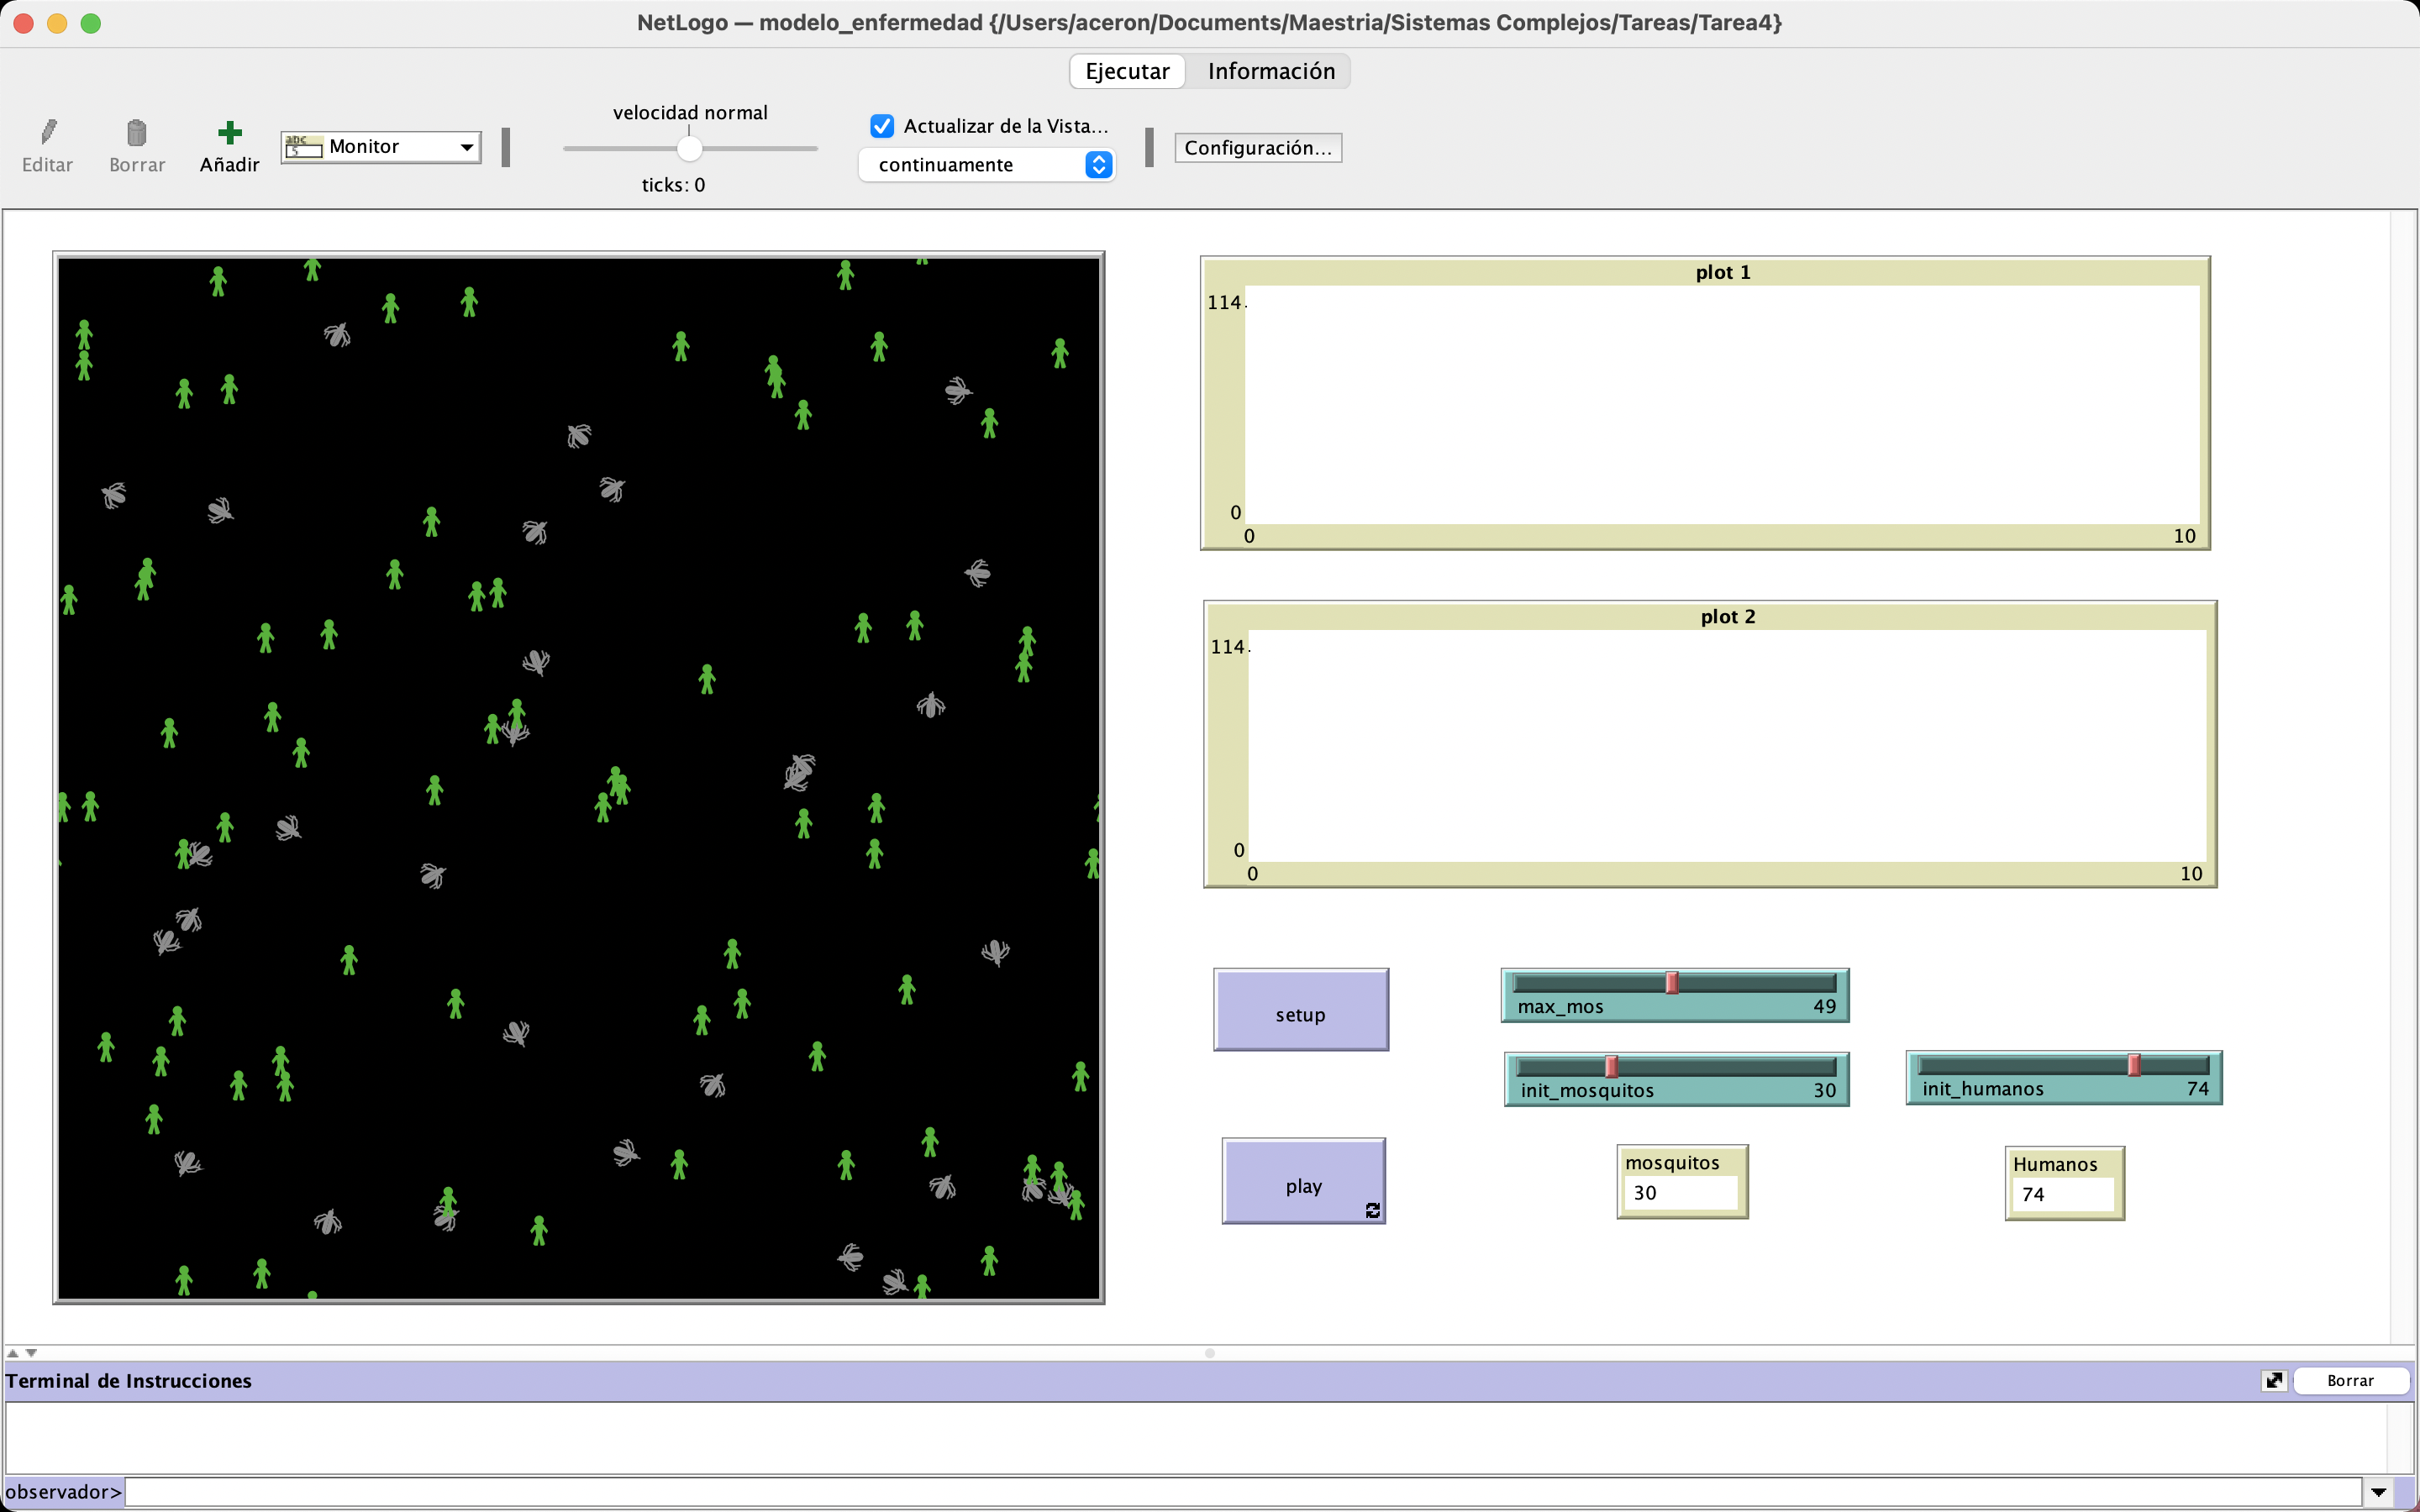 NetLogo — modelo_enfermedad {/Users/aceron/Documents/Maestria/Sistemas Complejos/Tareas/Tarea4}
Ejecutar Información
Editar Borrar Añadir
abc 5 Monitor
velocidad normal
ticks: 0
Actualizar de la Vista...
continuamente
Configuración...
plot 1
114.
0
0 10
plot 2
114.
0
0 10
setup
max_mos 49
init_mosquitos 30
init_humanos 74
play
mosquitos
30
Humanos
74
Terminal de Instrucciones
Borrar
observador>